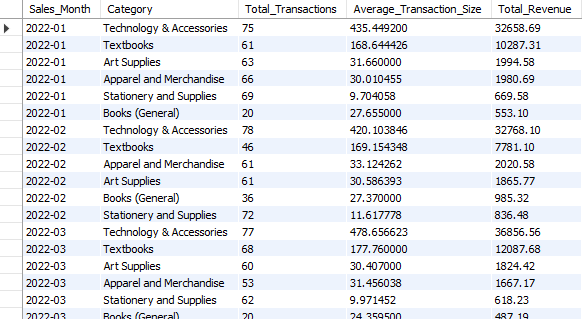 Sales_Month Category Total_Transactions Average_Transaction_Size Total_Revenue
2022-01 Technology & Accessories 75 435.449200 32658.69
2022-01 Textbooks 61 168.644426 10287.31
2022-01 Art Supplies 63 31.660000 1994.58
2022-01 Apparel and Merchandise 66 30.010455 1980.69
2022-01 Stationery and Supplies 69 9.704058 669.58
2022-01 Books (General) 20 27.655000 553.10
2022-02 Technology & Accessories 78 420.103846 32768.10
2022-02 Textbooks 46 169.154348 7781.10
2022-02 Apparel and Merchandise 61 33.124262 2020.58
2022-02 Art Supplies 61 30.586393 1865.77
2022-02 Books (General) 36 27.370000 985.32
2022-02 Stationery and Supplies 72 11.617778 836.48
2022-03 Technology & Accessories 77 478.656623 36856.56
2022-03 Textbooks 68 177.760000 12087.68
2022-03 Art Supplies 60 30.407000 1824.42
2022-03 Apparel and Merchandise 53 31.456038 1667.17
2022-03 Stationery and Supplies 62 9.971452 618.23
2022-03 Books (General) 20 24.359500 487.19